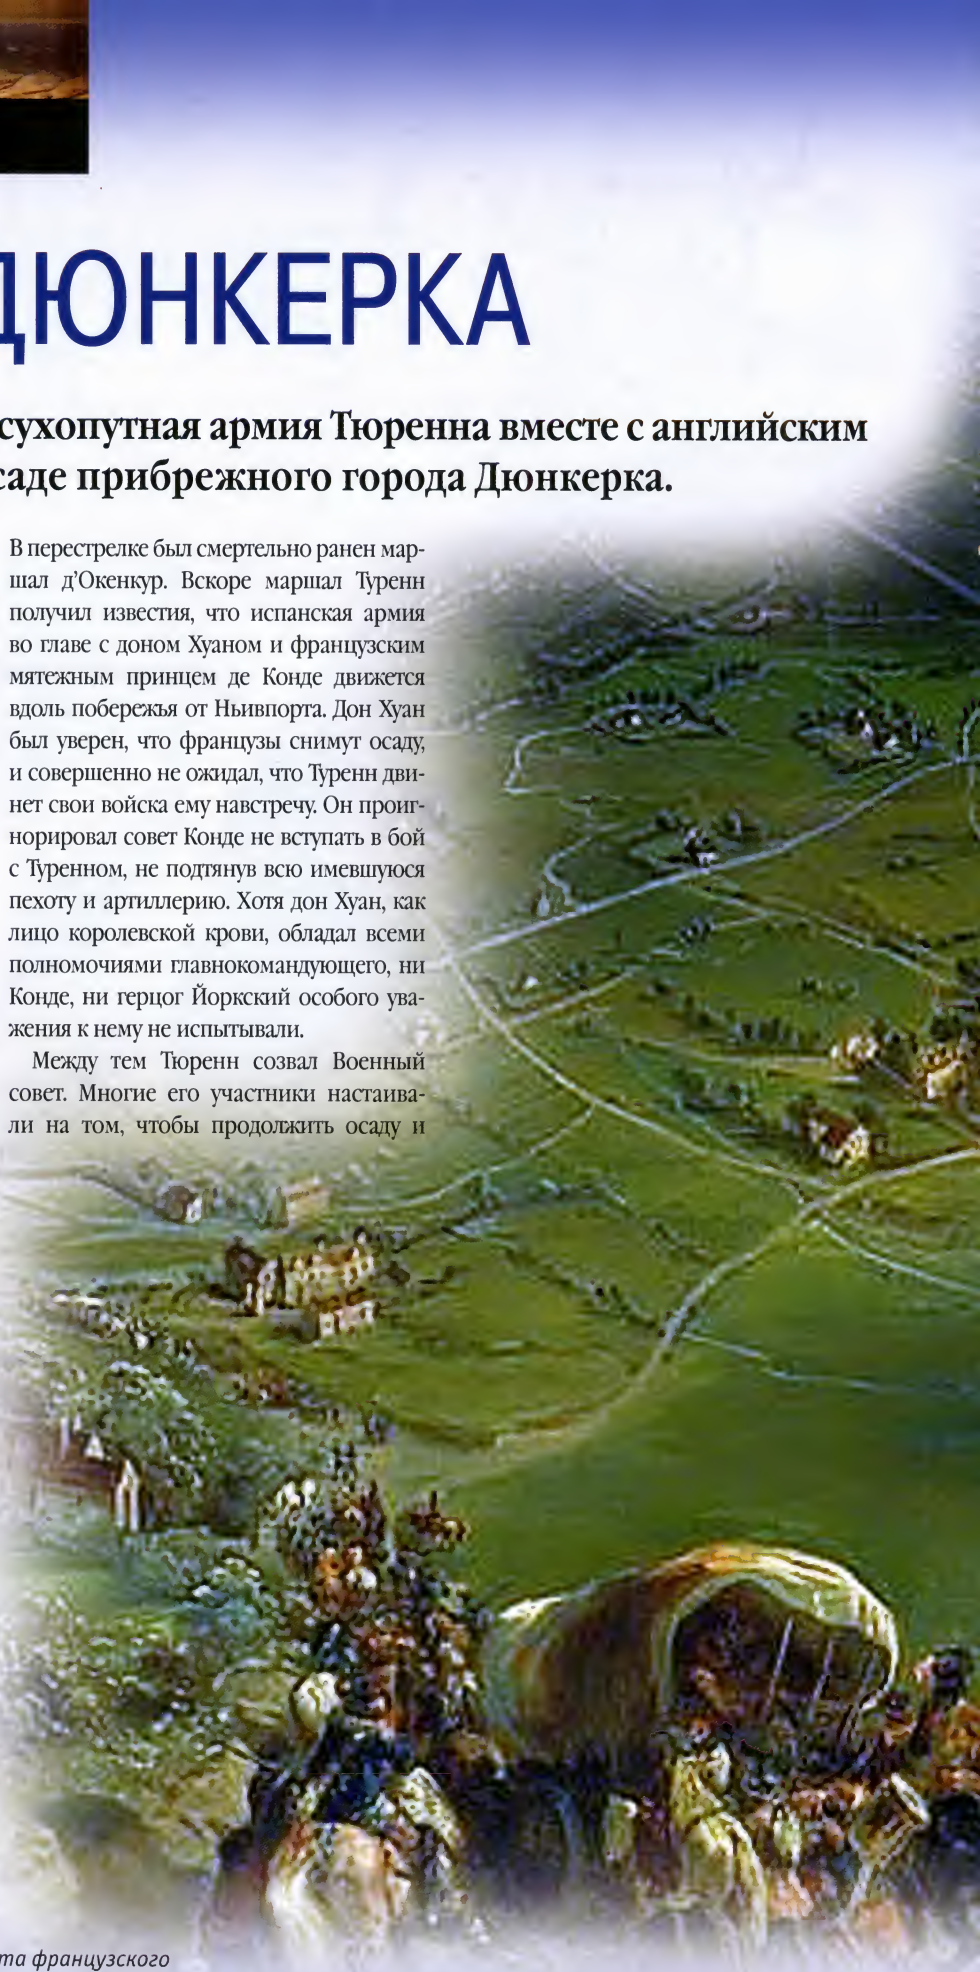 ДЮНКЕРКА
сухопутная армия Тюренна вместе с английским
прибрежного города Дюнкерка.
В перестрелке был смертельно ранен мар-
шал д’Окенкур. Вскоре маршал Туренн
получил известия, что испанская армия
во главе с доном Хуаном и французским
мятежным принцем де Конде движется
вдоль побережья от Ньивпорта. Дон Хуан
был уверен, что французы снимут осаду,
и совершенно не ожидал, что Туренн дви-
нет свои войска ему навстречу. Он проиг-
норировал совет Конде не вступать в бой
с Туренном, не подтянув всю имевшуюся
пехоту и артиллерию. Хотя дон Хуан, как
лицо королевской крови, обладал всеми
полномочиями главнокомандующего, ни
Конде, ни герцог Йоркский особого ува-
жения к нему не испытывали.
Между тем Тюренн созвал Военный
совет. Многие его участники настаива-
ли на том, чтобы продолжить осаду и
французского